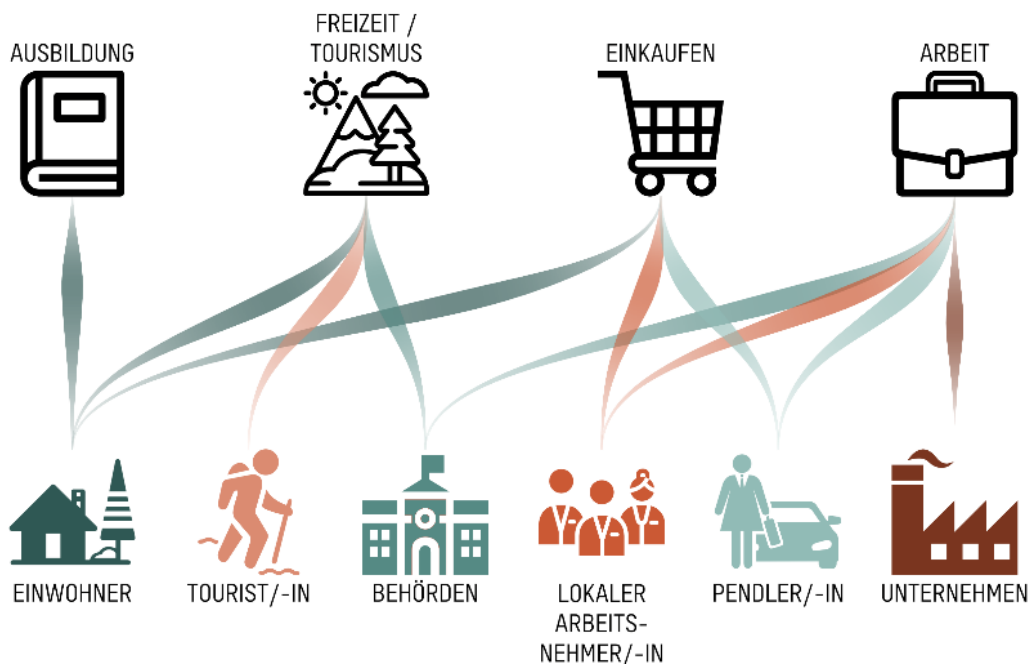 AUSBILDUNG
FREIZEIT /
TOURISMUS
EINKAUFEN
ARBEIT
EINWOHNER
TOURIST/-IN
BEHÖRDEN
LOKALER
ARBEITS-
NEHMER/-IN
PENDLER/-IN
UNTERNEHMEN